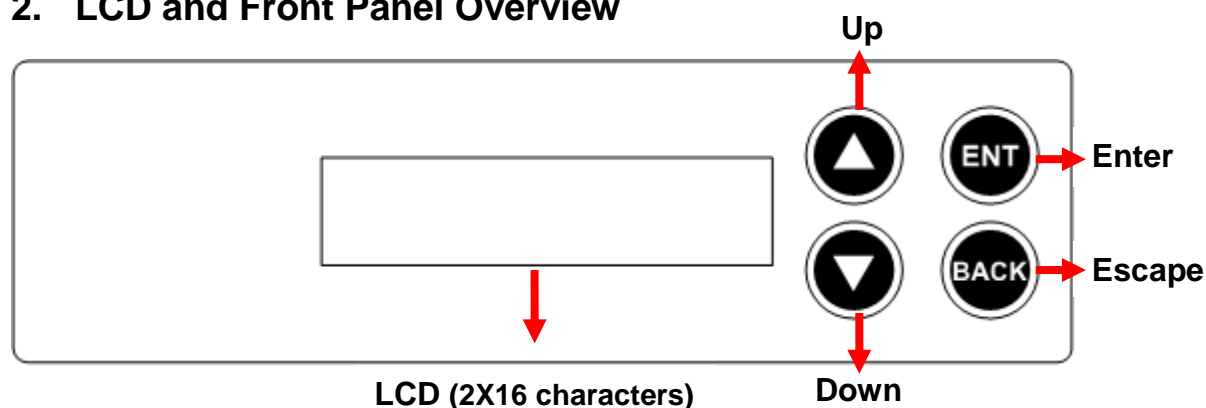 2. LCD and Front Panel Overview
Up
ENT
Enter
BACK
Escape
LCD (2X16 characters)
Down